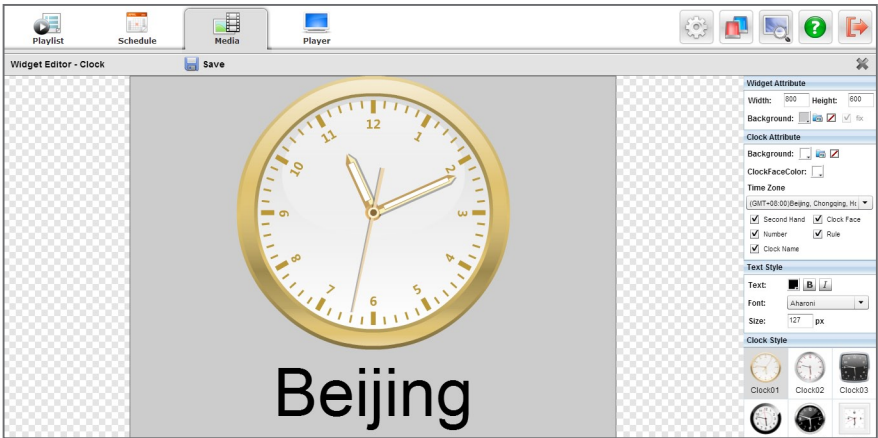 Playlist
Schedule
Media
Player
Widget Editor - Clock
Save
12
1
2
3
4
5
6
7
8
9
10
11
Beijing
Widget Attribute
Width: 800 Height: 600
Background: fix
Clock Attribute
Background:
ClockFaceColor:
Time Zone
(GMT+08:00)Beijing, Chongqing, Hc
Second Hand Clock Face
Number Rule
Clock Name
Text Style
Text: B I
Font: Aharoni
Size: 127 px
Clock Style
Clock01 Clock02 Clock03